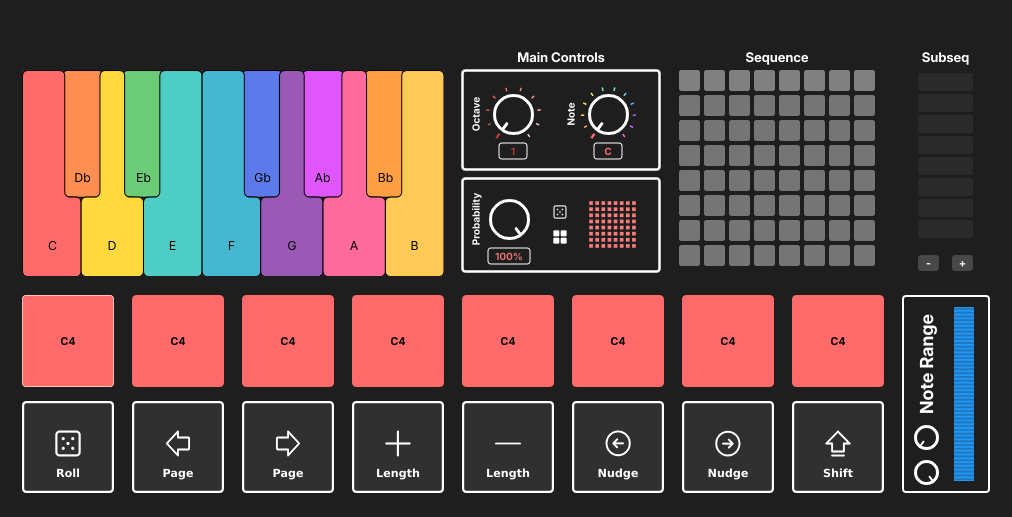 Main Controls
Sequence
Subseq
Db
Eb
Gb
Ab
Bb
C
D
E
F
G
A
B
Octave
1
Note
C
Probability
100%
-
+
C4
C4
C4
C4
C4
C4
C4
C4
Note Range
Roll
Page
Page
Length
Length
Nudge
Nudge
Shift